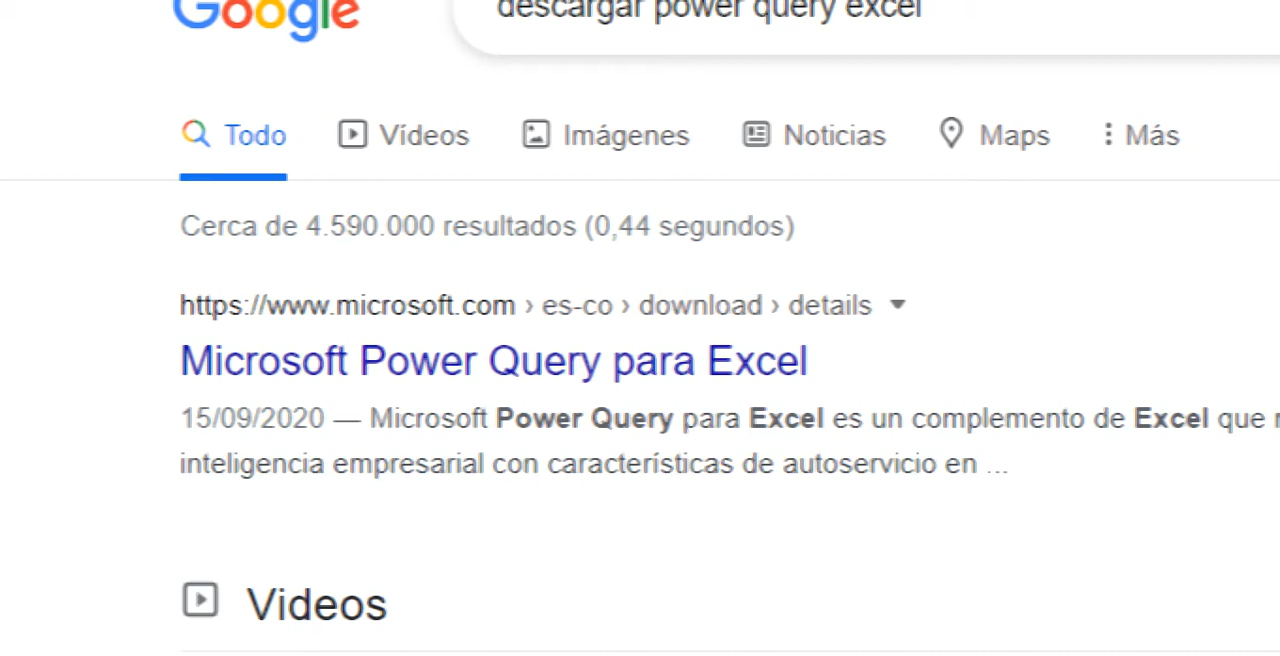 Google
descargar power query excel
Todo Vídeos Imágenes Noticias Maps Más
Cerca de 4.590.000 resultados (0,44 segundos)
https://www.microsoft.com › es-co › download › details
Microsoft Power Query para Excel
15/09/2020 — Microsoft Power Query para Excel es un complemento de Excel que
inteligencia empresarial con características de autoservicio en ...
Videos